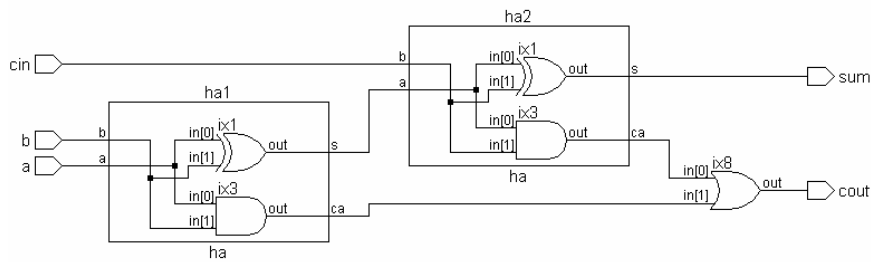 ha2
ix1
cin
b
in[0]
out
s
sum
in[1]
a
ha1
ix3
ix1
in[0]
out
ca
b
b
in[0]
out
s
in[1]
a
a
in[1]
ha
ix8
ix3
in[0]
in[0]
out
cout
out
ca
in[1]
in[1]
ha